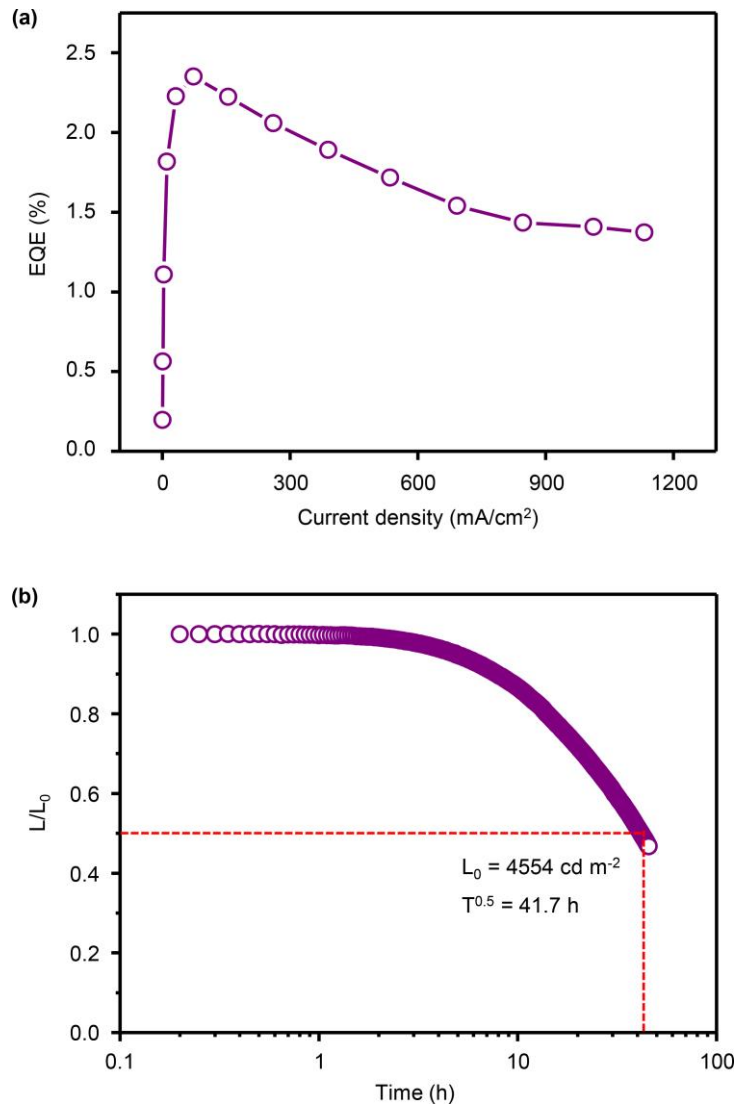 (a)
2.5
2.0
1.5
1.0
0.5
0.0
EQE (%)
0 300 600 900 1200
Current density (mA/cm²)
(b)
1.0
0.8
0.6
0.4
0.2
0.0
L/L₀
L₀ = 4554 cd m⁻²
T⁰·⁵ = 41.7 h
0.1 1 10 100
Time (h)